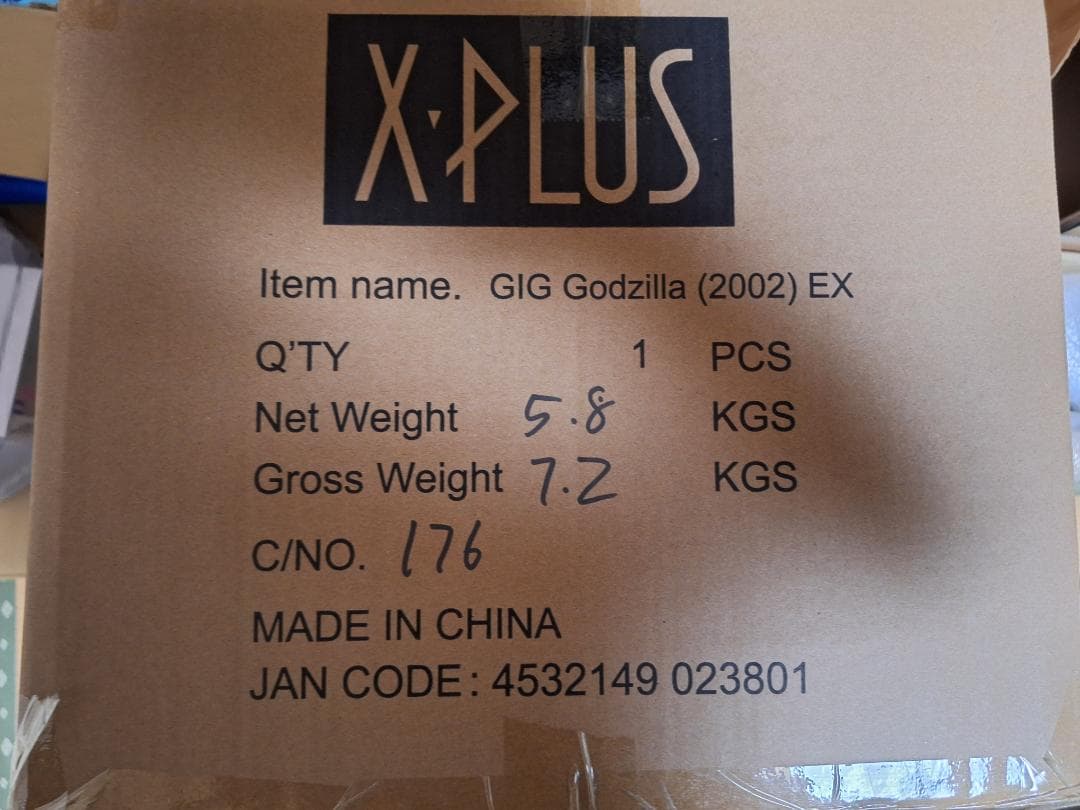 X·PLUS
Item name. GIG Godzilla (2002) EX
Q'TY 1 PCS
Net Weight 5.8 KGS
Gross Weight 7.2 KGS
C/NO. 176
MADE IN CHINA
JAN CODE: 4532149 023801